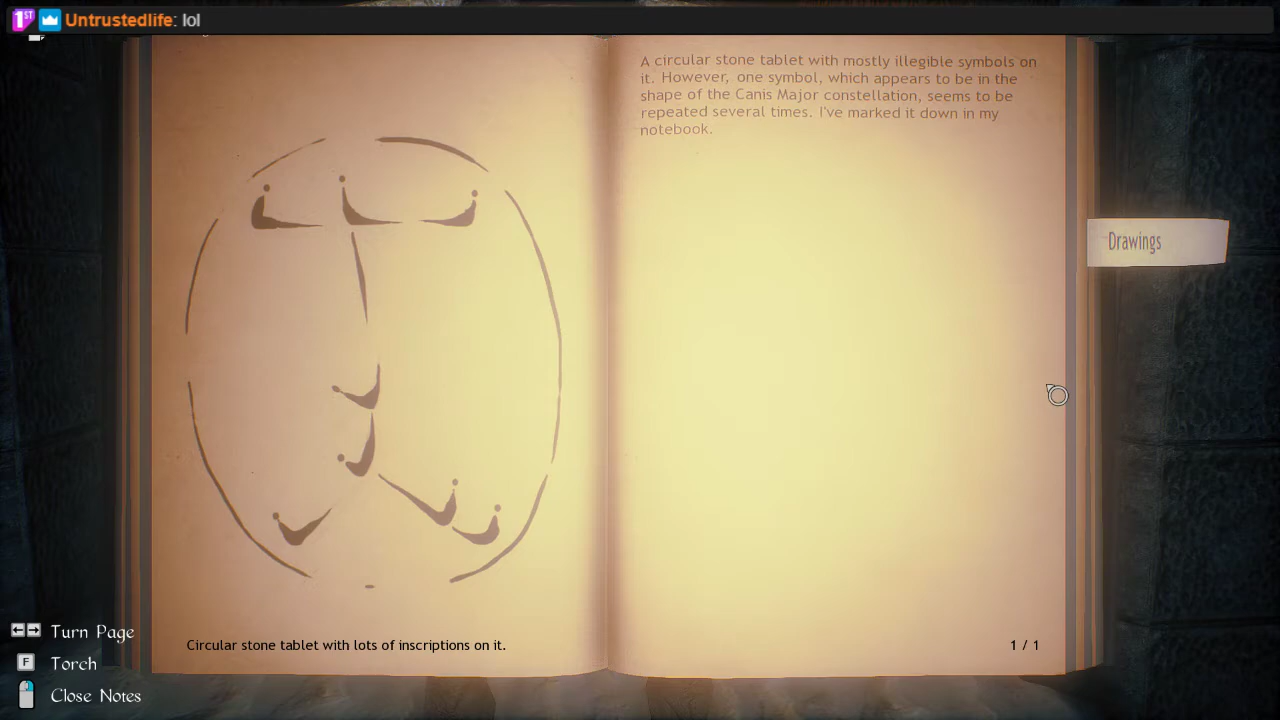 1ST Untrustedlife: lol
A circular stone tablet with mostly illegible symbols on
it. However, one symbol, which appears to be in the
shape of the Canis Major constellation, seems to be
repeated several times. I've marked it down in my
notebook.
Drawings
Circular stone tablet with lots of inscriptions on it.
1 / 1
Turn Page
F Torch
Close Notes